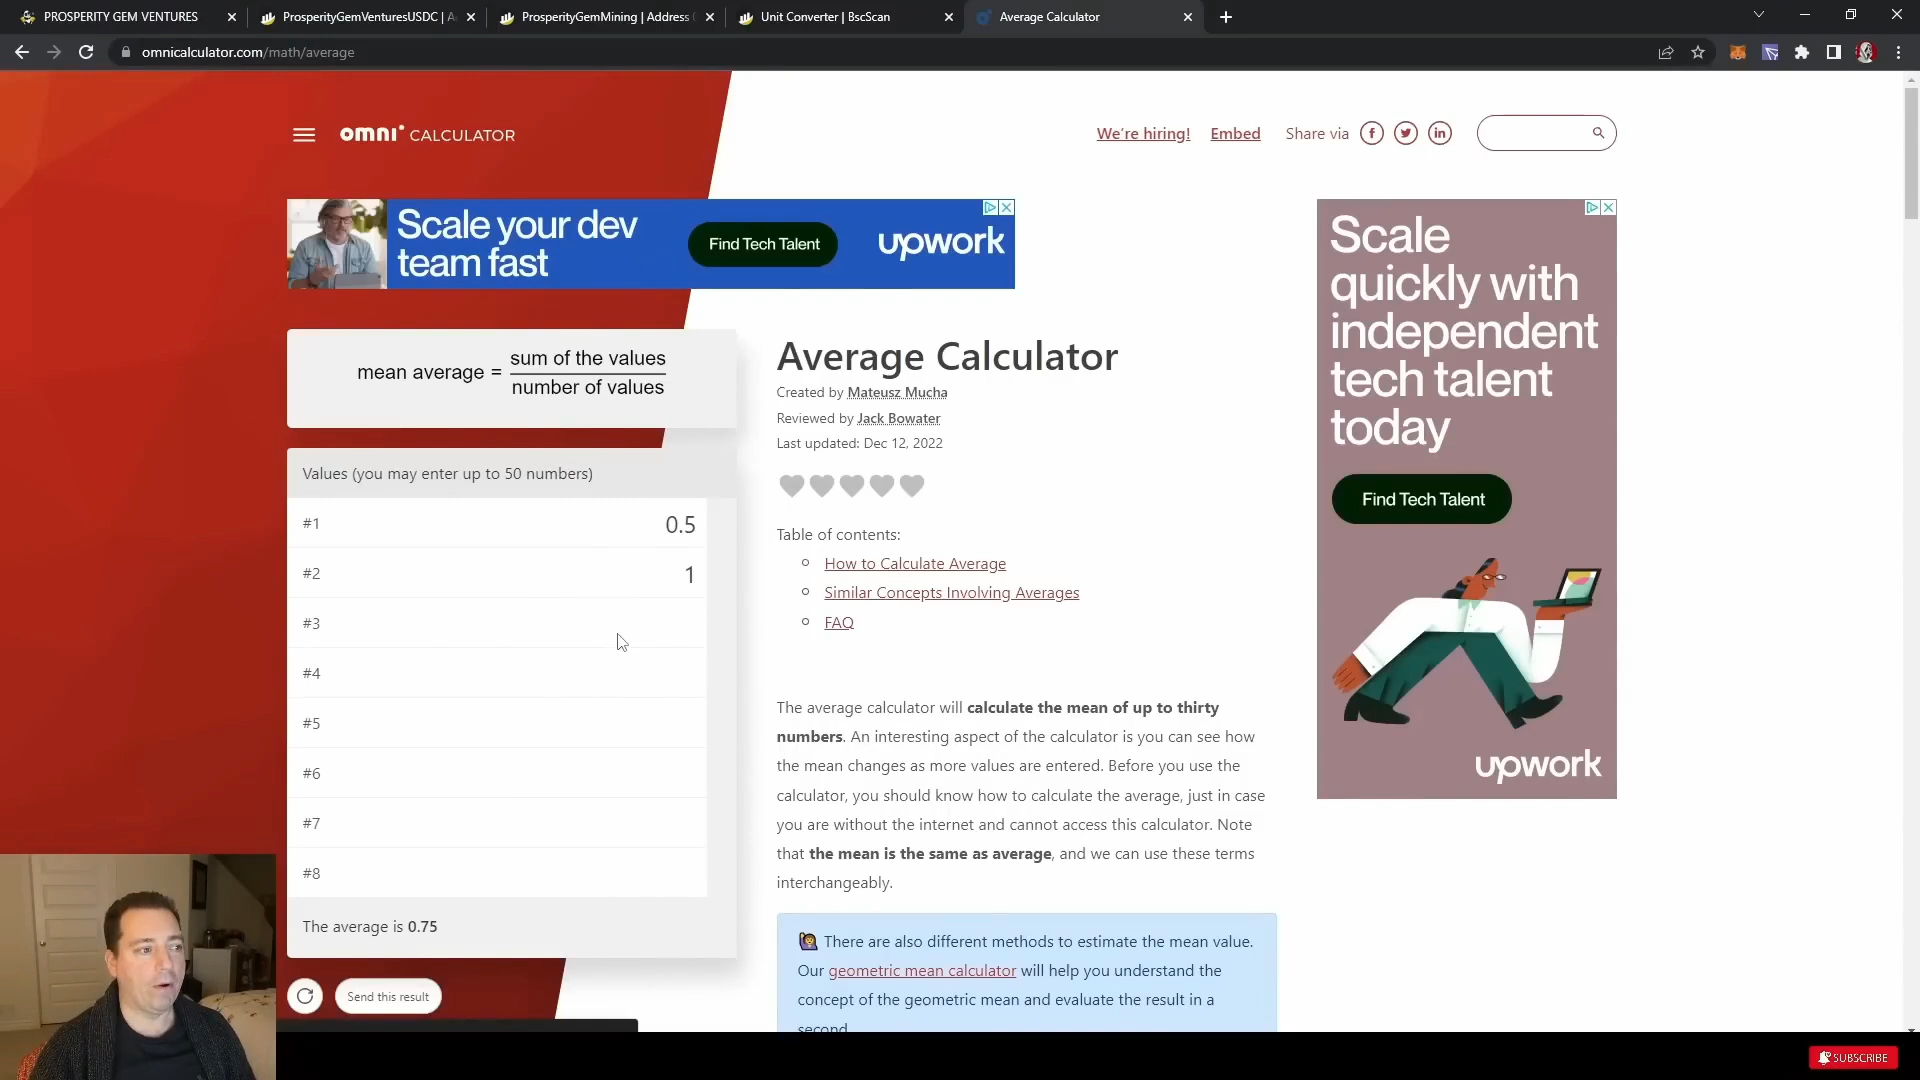 PROSPERITY GEM VENTURES
ProsperityGemVenturesUSDC | A
ProsperityGemMining | Address
Unit Converter | BscScan
Average Calculator
omnicalculator.com/math/average
omni CALCULATOR
We're hiring!
Embed
Share via
Scale your dev
team fast
Find Tech Talent
upwork
Scale
quickly with
independent
tech talent
today
Find Tech Talent
upwork
mean average = sum of the values
number of values
Values (you may enter up to 50 numbers)
#1 0.5
#2 1
#3
#4
#5
#6
#7
#8
The average is 0.75
Send this result
Average Calculator
Created by Mateusz Mucha
Reviewed by Jack Bowater
Last updated: Dec 12, 2022
Table of contents:
How to Calculate Average
Similar Concepts Involving Averages
FAQ
The average calculator will calculate the mean of up to thirty
numbers. An interesting aspect of the calculator is you can see how
the mean changes as more values are entered. Before you use the
calculator, you should know how to calculate the average, just in case
you are without the internet and cannot access this calculator. Note
that the mean is the same as average, and we can use these terms
interchangeably.
There are also different methods to estimate the mean value.
Our geometric mean calculator will help you understand the
concept of the geometric mean and evaluate the result in a
second.
SUBSCRIBE